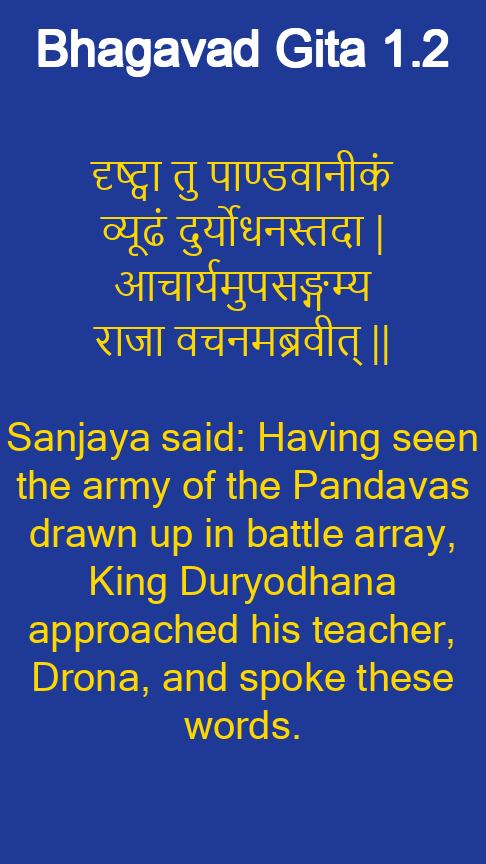 Bhagavad Gita 1.2
दृष्ट्वा तु पाण्डवानीकं
व्यूढं दुर्योधनस्तदा |
आचार्यमुपसङ्गम्य
राजा वचनमब्रवीत् ||
Sanjaya said: Having seen
the army of the Pandavas
drawn up in battle array,
King Duryodhana
approached his teacher,
Drona, and spoke these
words.